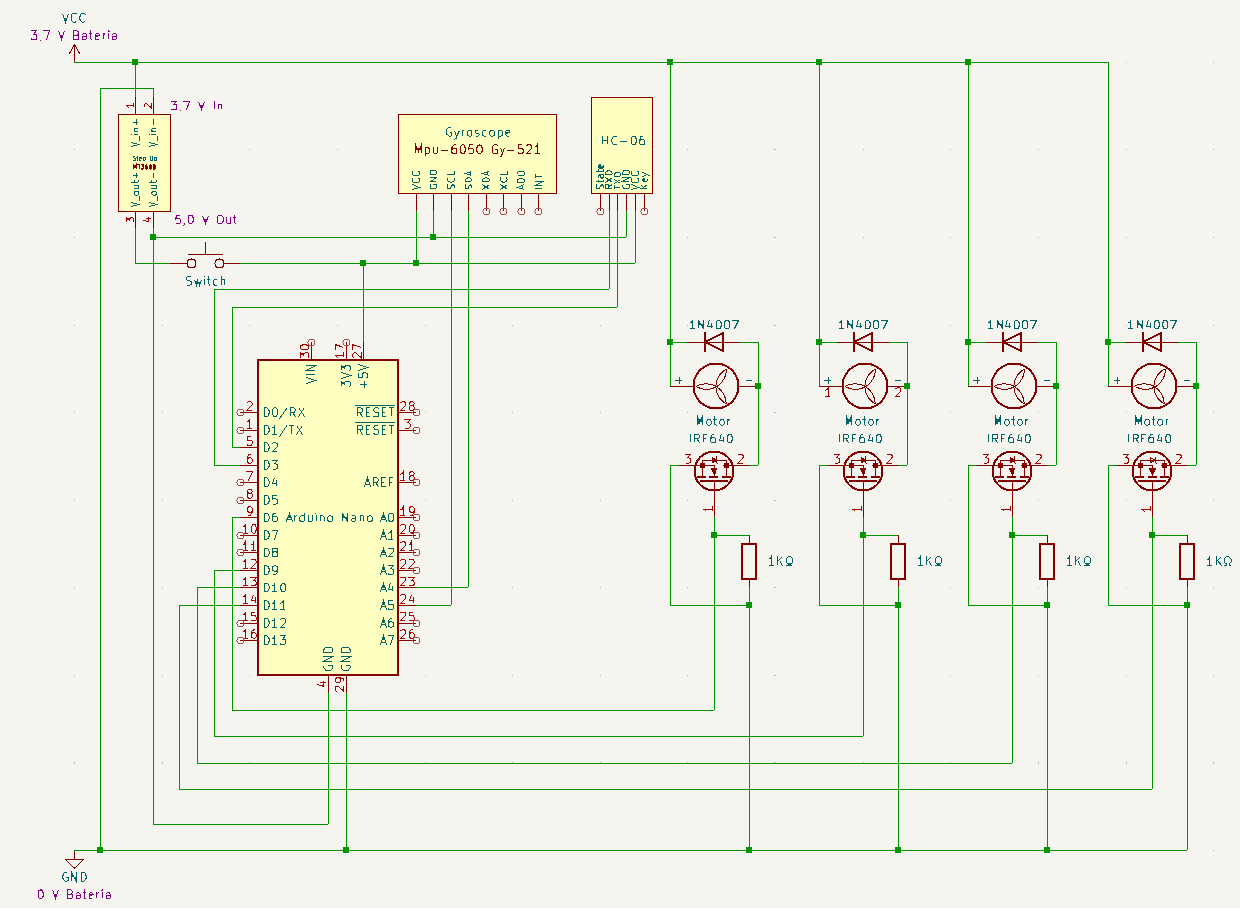 VCC
3.7 V Bateria
1
2
3.7 V In
V_in+
V_in-
Step Up
MT3608
V_out+
V_out-
3
4
5,0 V Out
Switch
Gyroscope
Mpu-6050 Gy-521
VCC
GND
SCL
SDA
XDA
XCL
ADO
INT
HC-06
State
RXD
TXD
GND
VCC
Key
30
17
27
VIN
3V3
+5V
2 D0/RX
1 D1/TX
5 D2
6 D3
7 D4
8 D5
9 D6
10 D7
11 D8
12 D9
13 D10
14 D11
15 D12
16 D13
Arduino Nano
RESET 28
RESET 3
AREF 18
A0 19
A1 20
A2 21
A3 22
A4 23
A5 24
A6 25
A7 26
GND
GND
4
29
1N4007
+ -
Motor
IRF640
3 2
1
1KΩ
1N4007
+ -
1 2
Motor
IRF640
3 2
1
1KΩ
1N4007
+ -
Motor
IRF640
3 2
1
1KΩ
1N4007
+ -
Motor
IRF640
3 2
1
1KΩ
GND
0 V Bateria